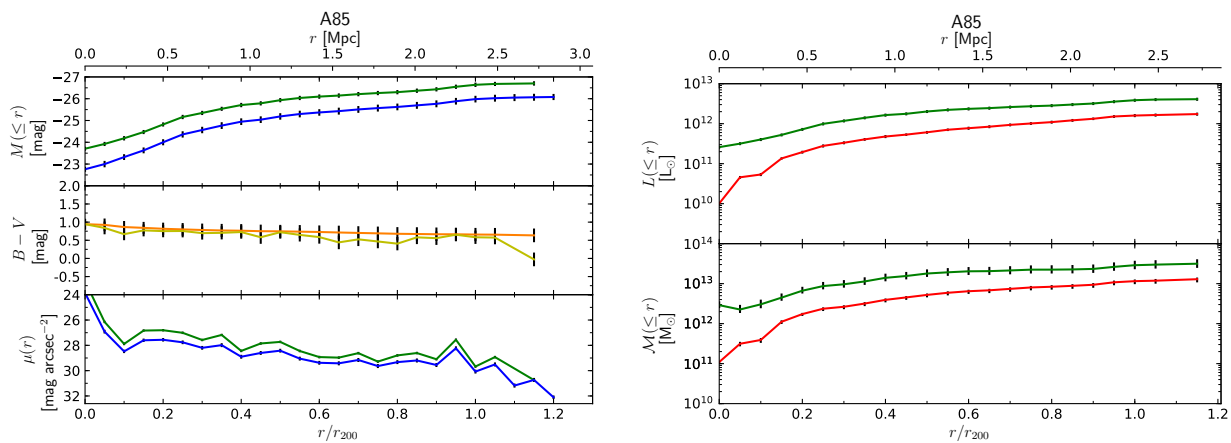 A85
r [Mpc]
0.0 0.5 1.0 1.5 2.0 2.5 3.0
−27
−26
−25
−24
−23
M(≤ r)
[mag]
2.0
1.5
1.0
0.5
0.0
−0.5
B − V
[mag]
24
26
28
30
32
μ(r)
[mag arcsec⁻²]
0.0 0.2 0.4 0.6 0.8 1.0 1.2
r/r₂₀₀
A85
r [Mpc]
0.0 0.5 1.0 1.5 2.0 2.5
10¹³
10¹²
10¹¹
10¹⁰
L(≤ r)
[L⊙]
10¹⁴
10¹³
10¹²
10¹¹
10¹⁰
ℳ(≤ r)
[M⊙]
0.0 0.2 0.4 0.6 0.8 1.0 1.2
r/r₂₀₀